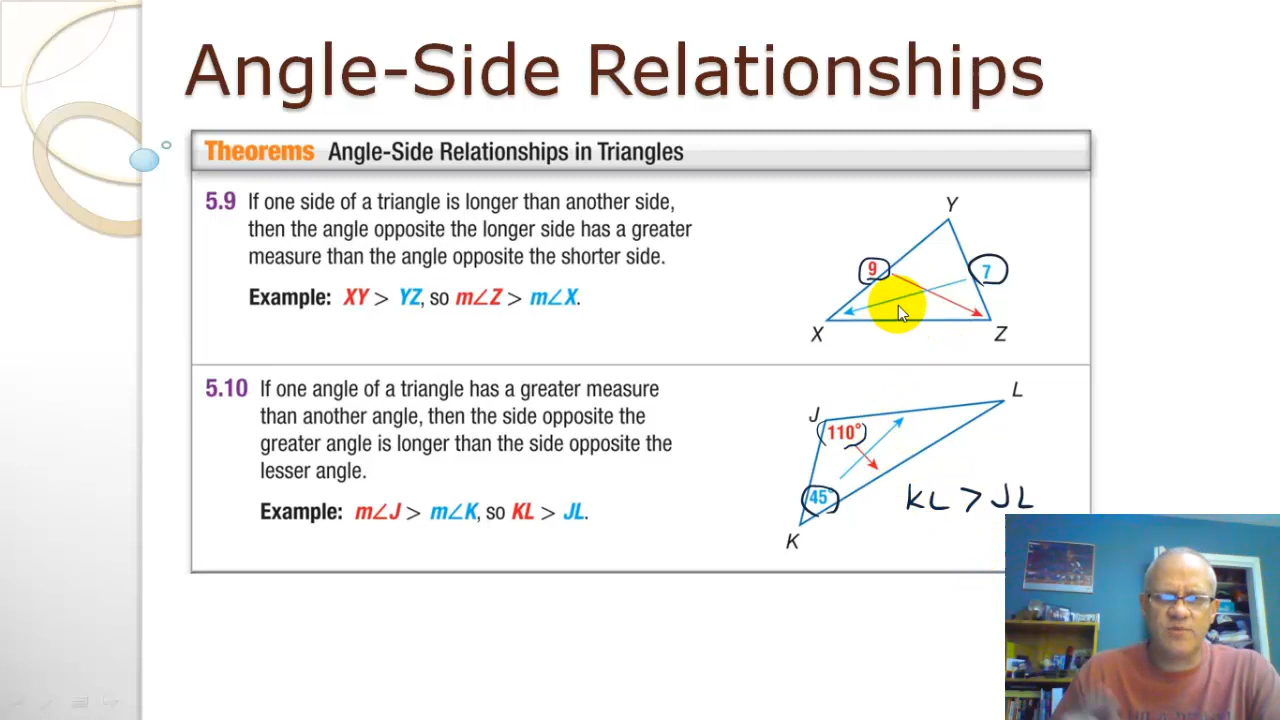 Angle-Side Relationships
Theorems Angle-Side Relationships in Triangles
5.9 If one side of a triangle is longer than another side,
then the angle opposite the longer side has a greater
measure than the angle opposite the shorter side.
Example: XY > YZ, so m∠Z > m∠X.
Y
9
7
X
Z
5.10 If one angle of a triangle has a greater measure
than another angle, then the side opposite the
greater angle is longer than the side opposite the
lesser angle.
Example: m∠J > m∠K, so KL > JL.
L
J
110°
45°
KL > JL
K